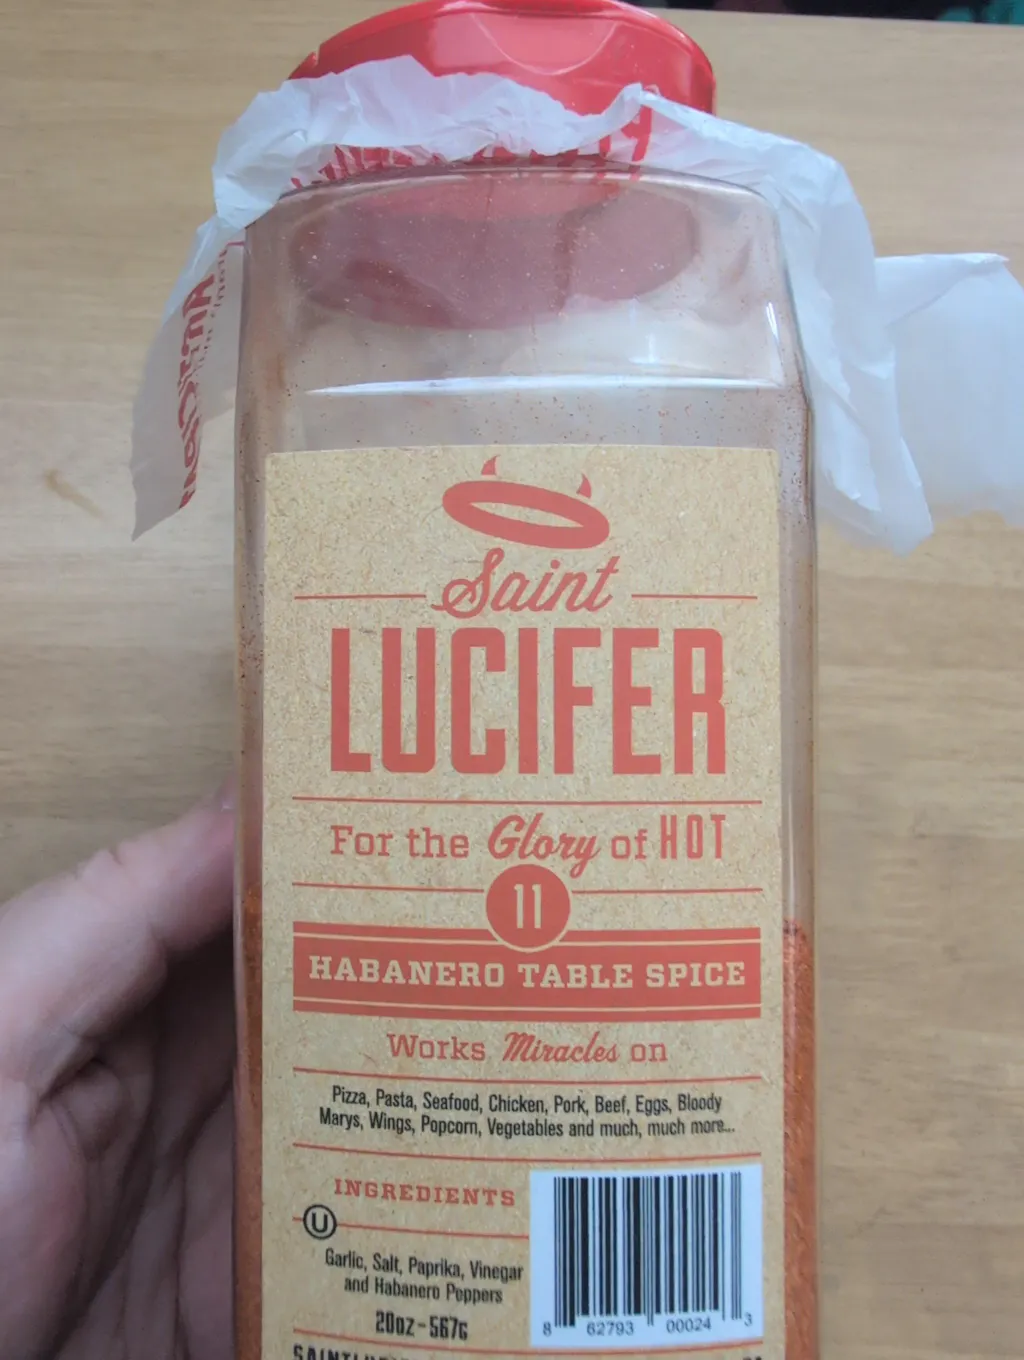 Saint
LUCIFER
For the Glory of HOT
11
HABANERO TABLE SPICE
Works Miracles on
Pizza, Pasta, Seafood, Chicken, Pork, Beef, Eggs, Bloody
Marys, Wings, Popcorn, Vegetables and much, much more...
INGREDIENTS
U
Garlic, Salt, Paprika, Vinegar
and Habanero Peppers
20oz-567G
8 62793 00024 3